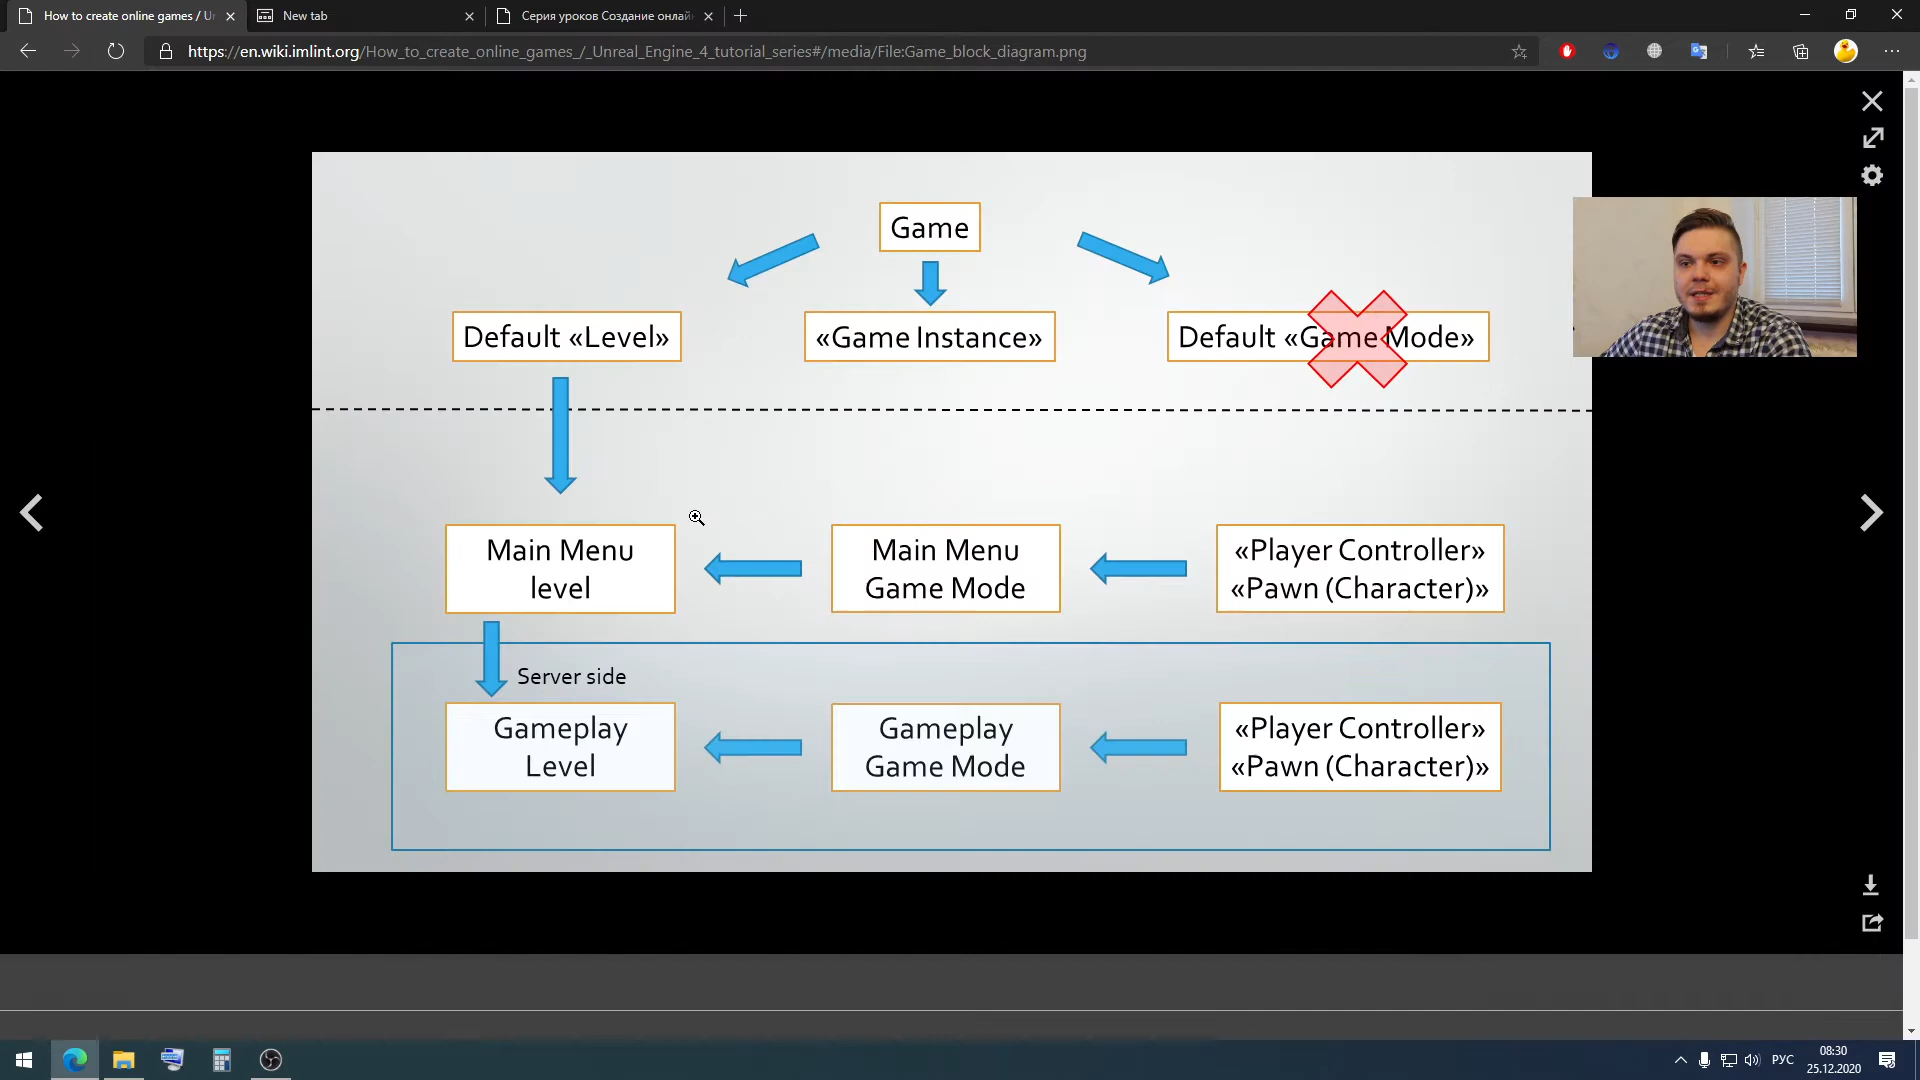 How to create online games / Ur
New tab
Серия уроков Создание онлай
https://en.wiki.imlint.org/How_to_create_online_games_/_Unreal_Engine_4_tutorial_series#/media/File:Game_block_diagram.png
Game
Default «Level»
«Game Instance»
Default «Game Mode»
Main Menu
level
Main Menu
Game Mode
«Player Controller»
«Pawn (Character)»
Server side
Gameplay
Level
Gameplay
Game Mode
«Player Controller»
«Pawn (Character)»
РУС
08:30
25.12.2020